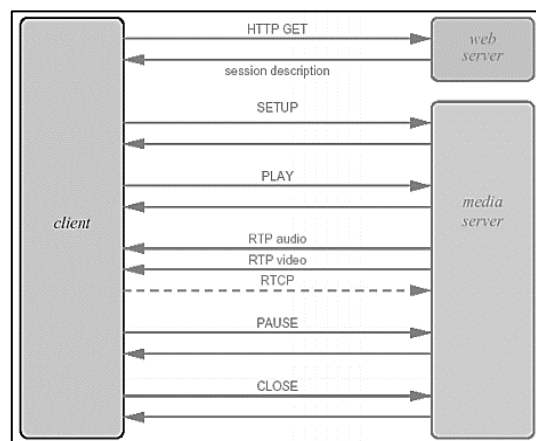 HTTP GET
web
server
session description
SETUP
PLAY
client
media
server
RTP audio
RTP video
RTCP
PAUSE
CLOSE